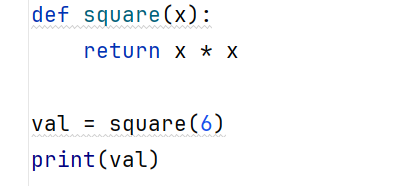 def square(x):
    return x * x

val = square(6)
print(val)